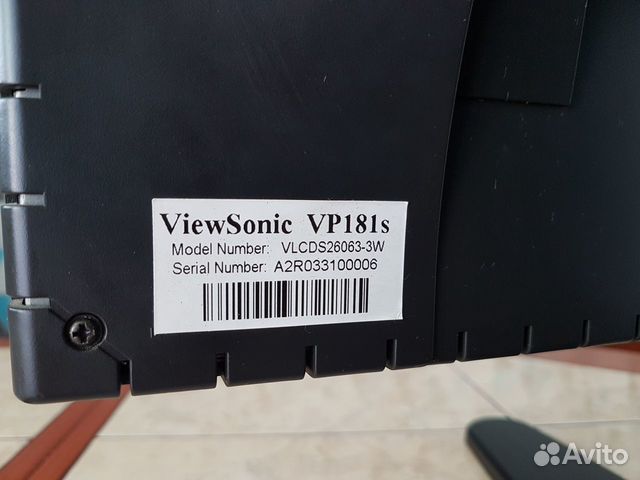 ViewSonic VP181s
Model Number: VLCDS26063-3W
Serial Number: A2R033100006
Avito